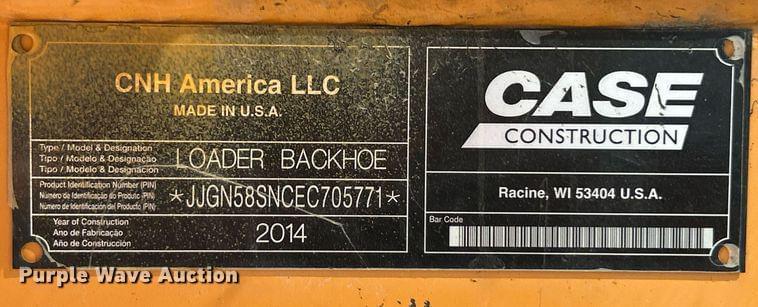 CNH America LLC
MADE IN U.S.A.
Type / Model & Designation
Tipo / Modelo & Designação
Tipo / Modelo & Designación
LOADER BACKHOE
Product Identification Number (PIN)
Número de Identificação do Produto (PIN)
Número de Identificación del Producto (PIN)
*JJGN58SNCEC705771*
Year of Construction
Ano de Fabricação
Año de Construcción
2014
CASE
CONSTRUCTION
Racine, WI 53404 U.S.A.
Bar Code
Purple Wave Auction